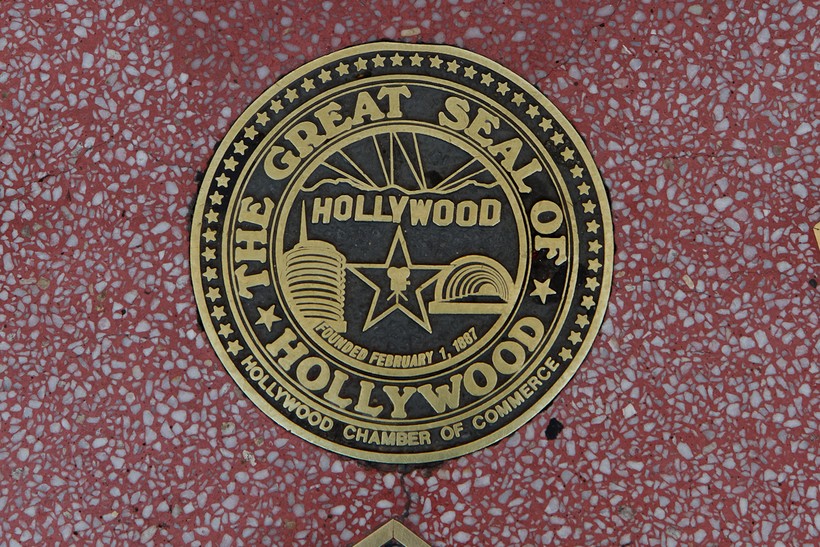 THE GREAT SEAL OF
HOLLYWOOD
HOLLYWOOD
FOUNDED FEBRUARY 1, 1887
HOLLYWOOD CHAMBER OF COMMERCE